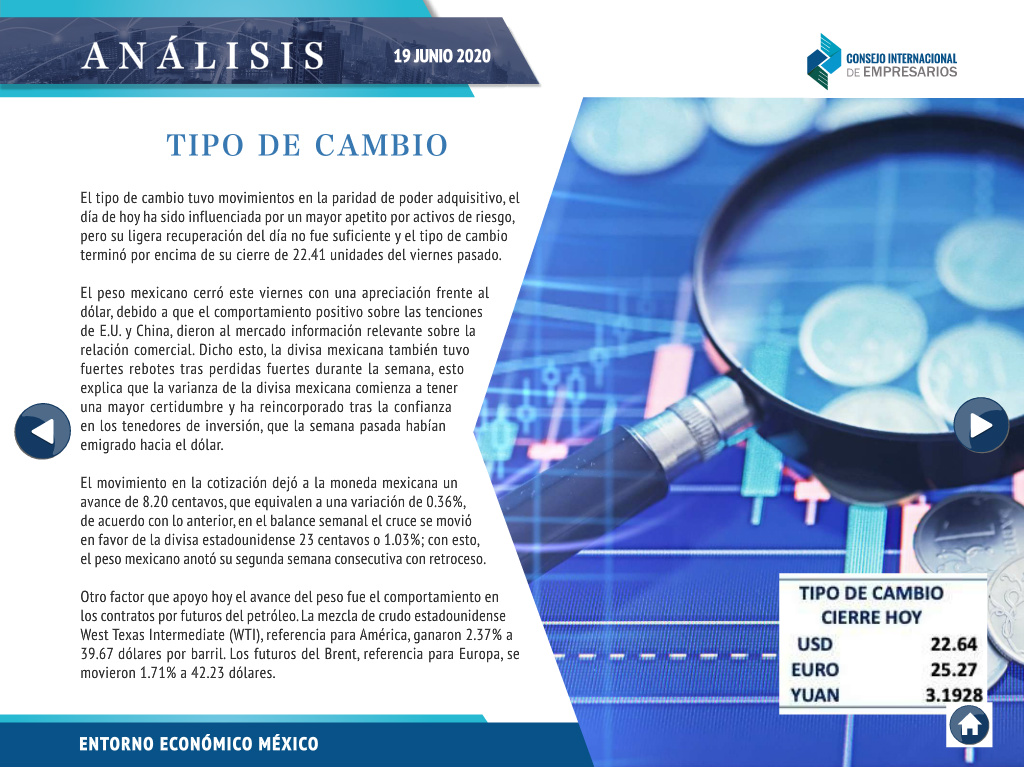 ANÁLISIS
19 JUNIO 2020
CONSEJO INTERNACIONAL
DE EMPRESARIOS
TIPO DE CAMBIO
El tipo de cambio tuvo movimientos en la paridad de poder adquisitivo, el
día de hoy ha sido influenciada por un mayor apetito por activos de riesgo,
pero su ligera recuperación del día no fue suficiente y el tipo de cambio
terminó por encima de su cierre de 22.41 unidades del viernes pasado.
El peso mexicano cerró este viernes con una apreciación frente al
dólar, debido a que el comportamiento positivo sobre las tenciones
de E.U. y China, dieron al mercado información relevante sobre la
relación comercial. Dicho esto, la divisa mexicana también tuvo
fuertes rebotes tras perdidas fuertes durante la semana, esto
explica que la varianza de la divisa mexicana comienza a tener
una mayor certidumbre y ha reincorporado tras la confianza
en los tenedores de inversión, que la semana pasada habían
emigrado hacia el dólar.
El movimiento en la cotización dejó a la moneda mexicana un
avance de 8.20 centavos, que equivalen a una variación de 0.36%,
de acuerdo con lo anterior, en el balance semanal el cruce se movió
en favor de la divisa estadounidense 23 centavos o 1.03%; con esto,
el peso mexicano anotó su segunda semana consecutiva con retroceso.
Otro factor que apoyo hoy el avance del peso fue el comportamiento en
los contratos por futuros del petróleo. La mezcla de crudo estadounidense
West Texas Intermediate (WTI), referencia para América, ganaron 2.37% a
39.67 dólares por barril. Los futuros del Brent, referencia para Europa, se
movieron 1.71% a 42.23 dólares.
TIPO DE CAMBIO
CIERRE HOY
USD 22.64
EURO 25.27
YUAN 3.1928
ENTORNO ECONÓMICO MÉXICO